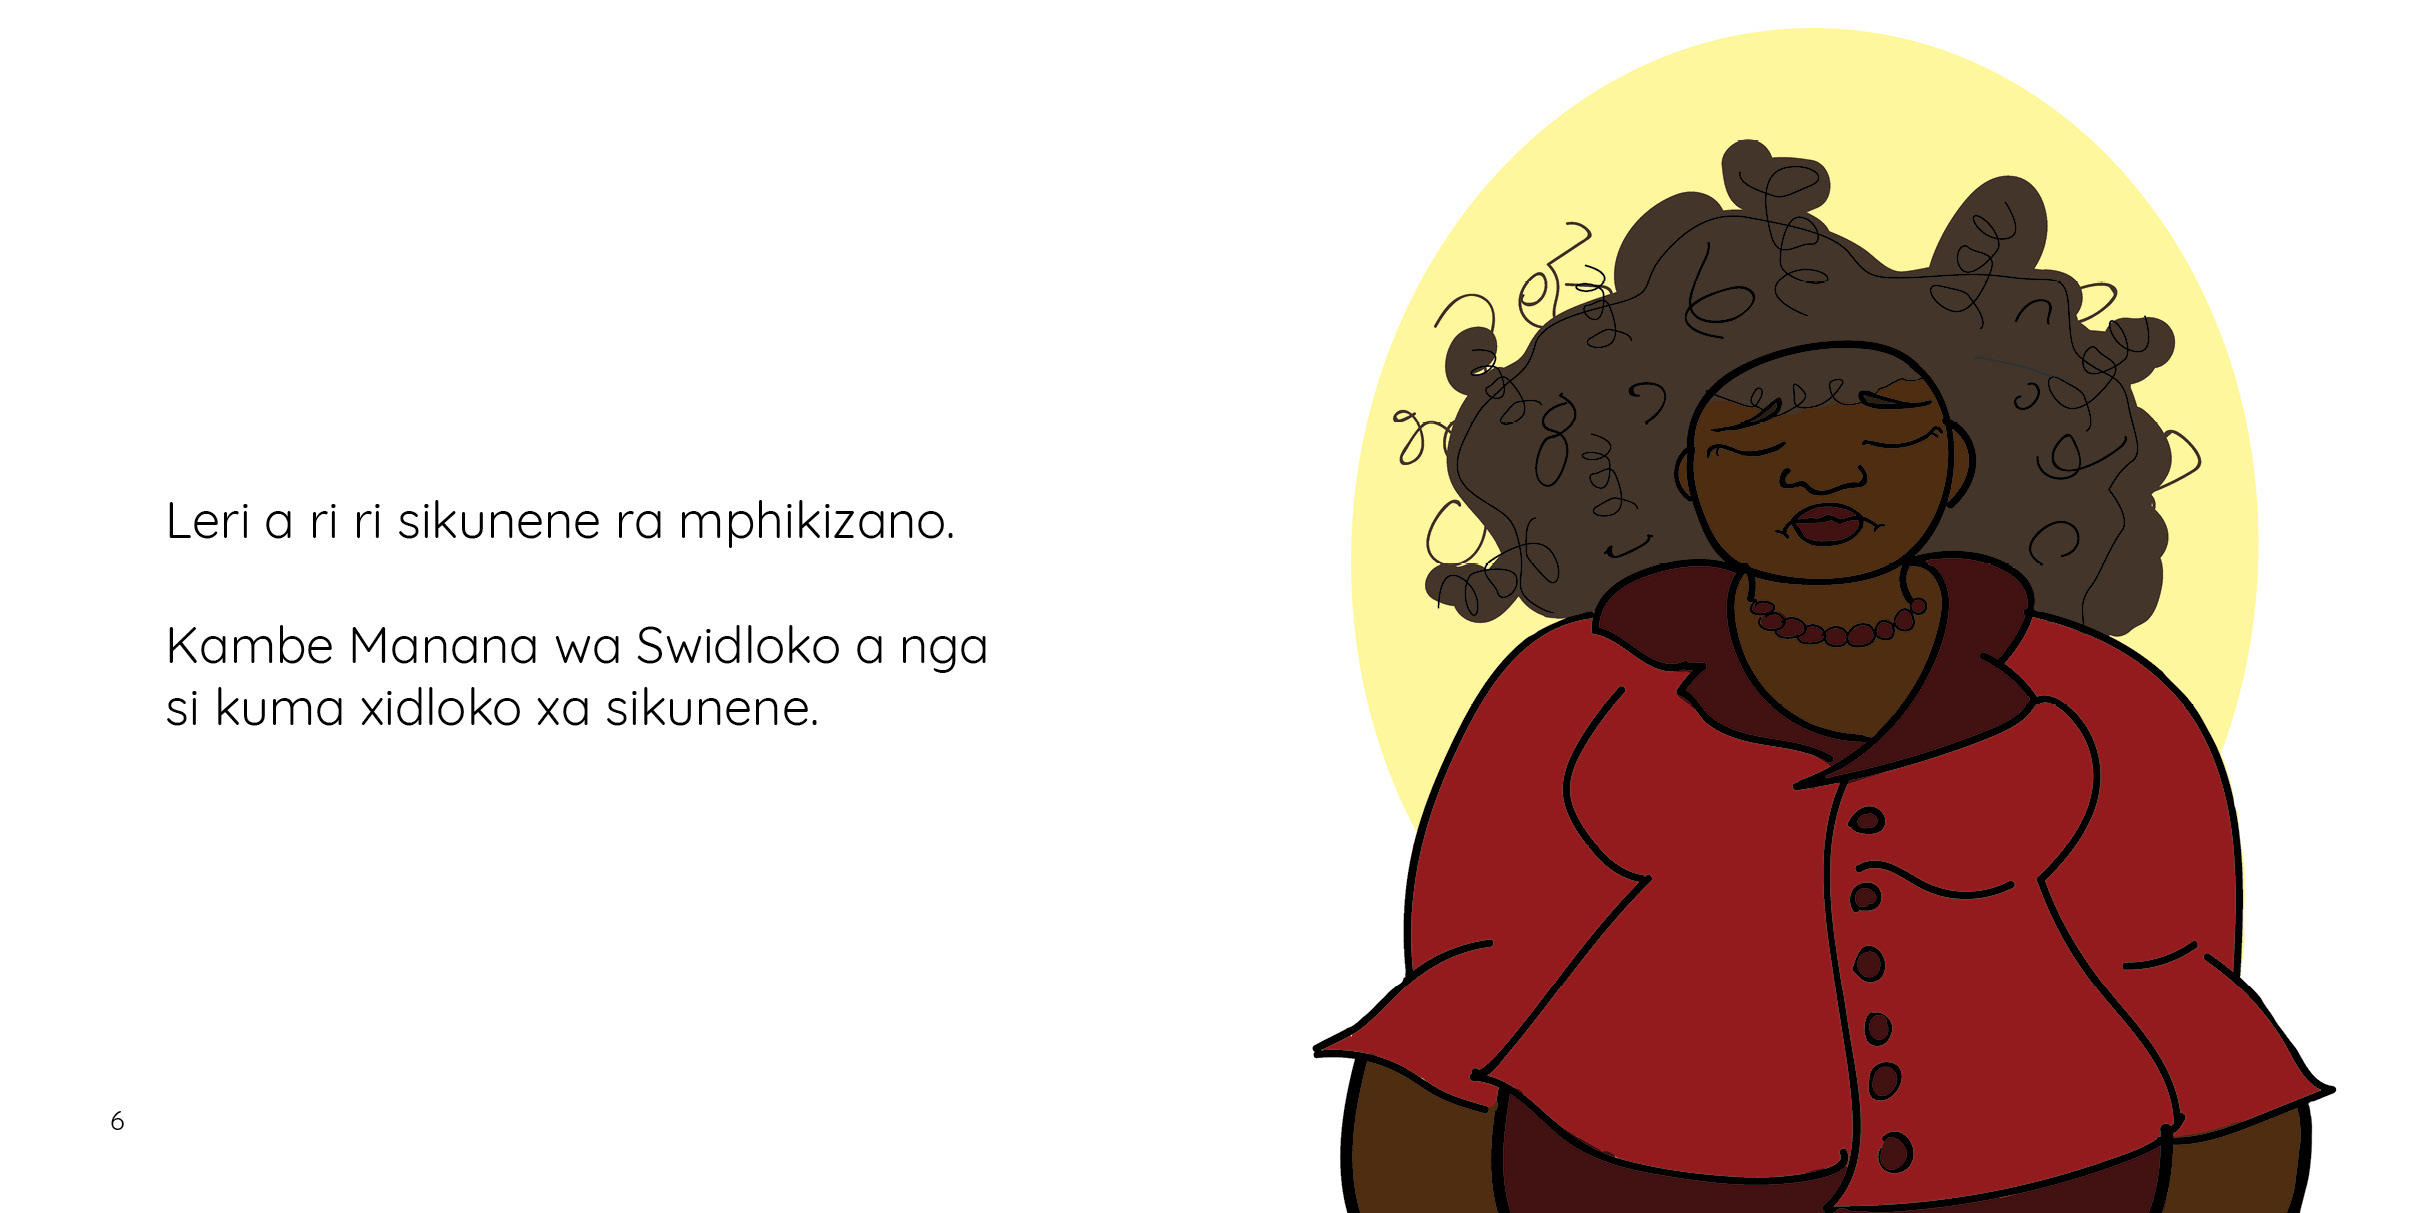 Leri a ri ri sikunene ra mphikizano.
Kambe Manana wa Swidloko a nga
si kuma xidloko xa sikunene.
6